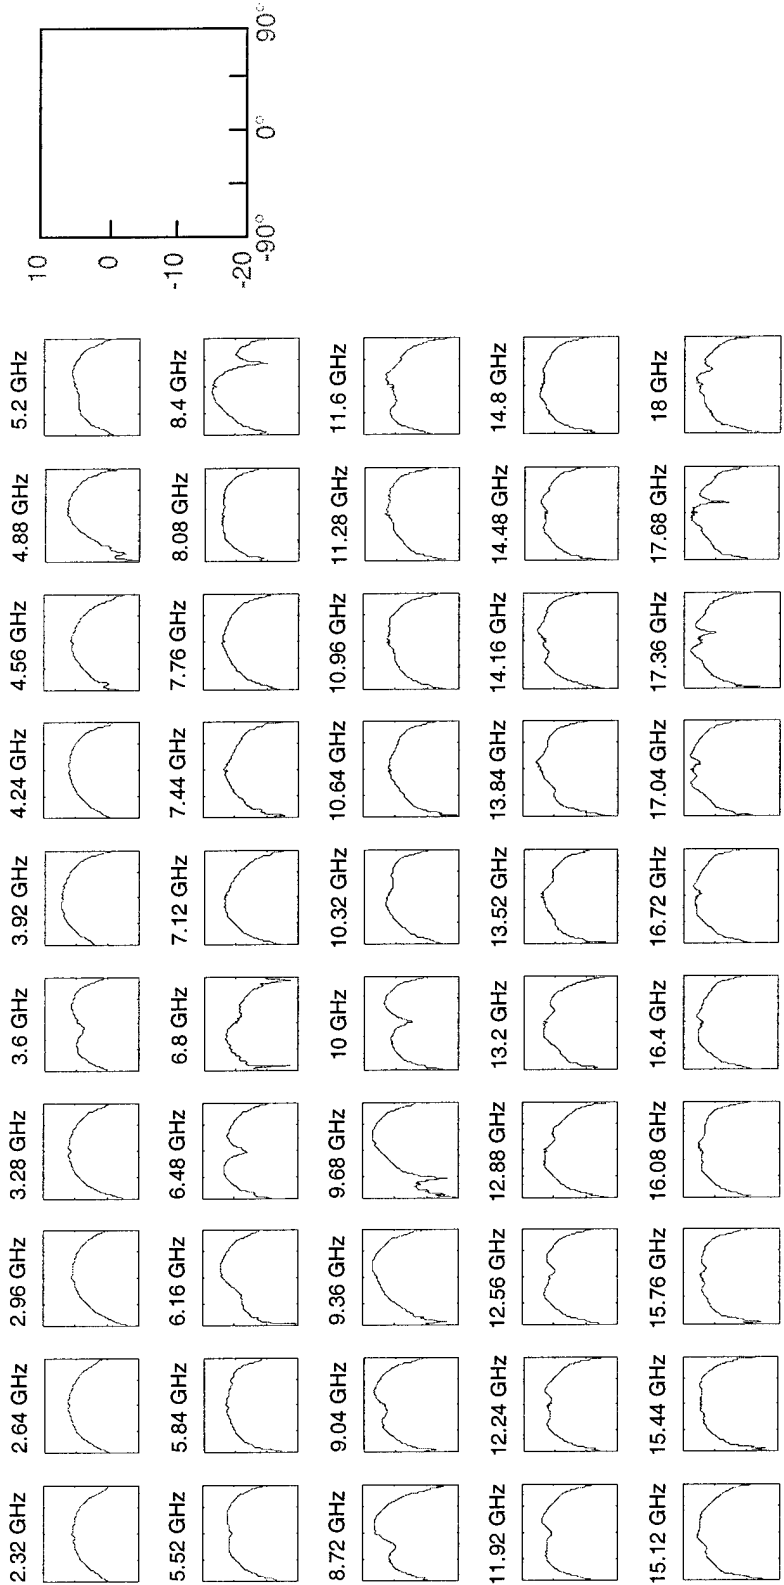 2.32 GHz 2.64 GHz 2.96 GHz 3.28 GHz 3.6 GHz 3.92 GHz 4.24 GHz 4.56 GHz 4.88 GHz 5.2 GHz
5.52 GHz 5.84 GHz 6.16 GHz 6.48 GHz 6.8 GHz 7.12 GHz 7.44 GHz 7.76 GHz 8.08 GHz 8.4 GHz
8.72 GHz 9.04 GHz 9.36 GHz 9.68 GHz 10 GHz 10.32 GHz 10.64 GHz 10.96 GHz 11.28 GHz 11.6 GHz
11.92 GHz 12.24 GHz 12.56 GHz 12.88 GHz 13.2 GHz 13.52 GHz 13.84 GHz 14.16 GHz 14.48 GHz 14.8 GHz
15.12 GHz 15.44 GHz 15.76 GHz 16.08 GHz 16.4 GHz 16.72 GHz 17.04 GHz 17.36 GHz 17.68 GHz 18 GHz
10
0
-10
-20
-90° 0° 90°